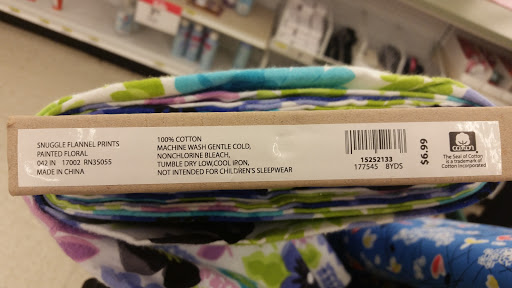 SNUGGLE FLANNEL PRINTS
PAINTED FLORAL
042 IN 17002 RN35055
MADE IN CHINA
100% COTTON
MACHINE WASH GENTLE COLD,
NONCHLORINE BLEACH,
TUMBLE DRY LOW,COOL IRON,
NOT INTENDED FOR CHILDREN'S SLEEPWEAR
15252133
177545 8YDS
$6.99
COTTON
The Seal of Cotton
is a trademark of
Cotton Incorporated